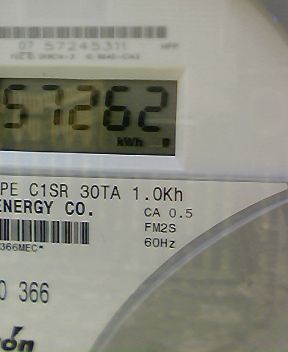 07 57245311
57262
kWh
PE C1SR 30TA 1.0Kh
ENERGY CO.
CA 0.5
FM2S
60Hz
366MEC*
0 366
rón